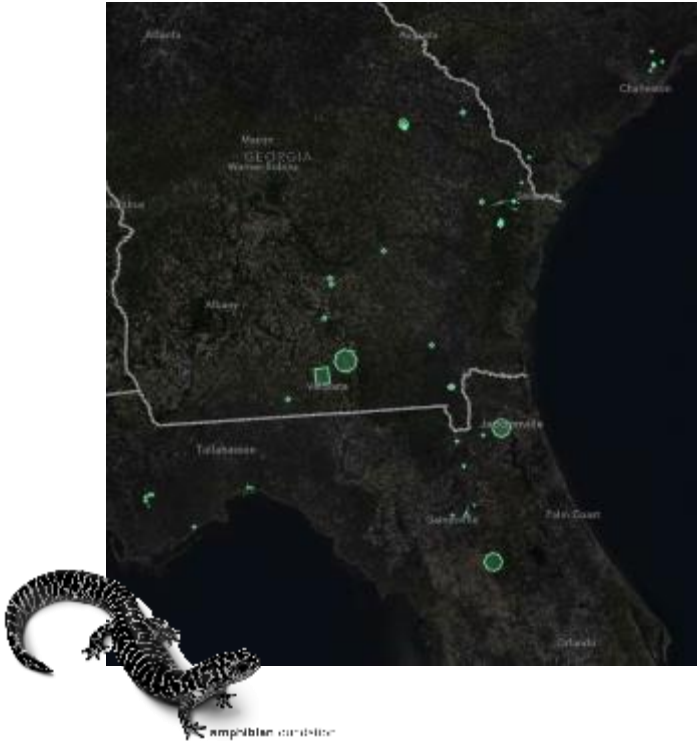 Atlanta
Augusta
Charleston
Macon
GEORGIA
Warner Robins
Albany
Valdosta
Jacksonville
Tallahassee
Gainesville
Palm Coast
Orlando
amphibian foundation